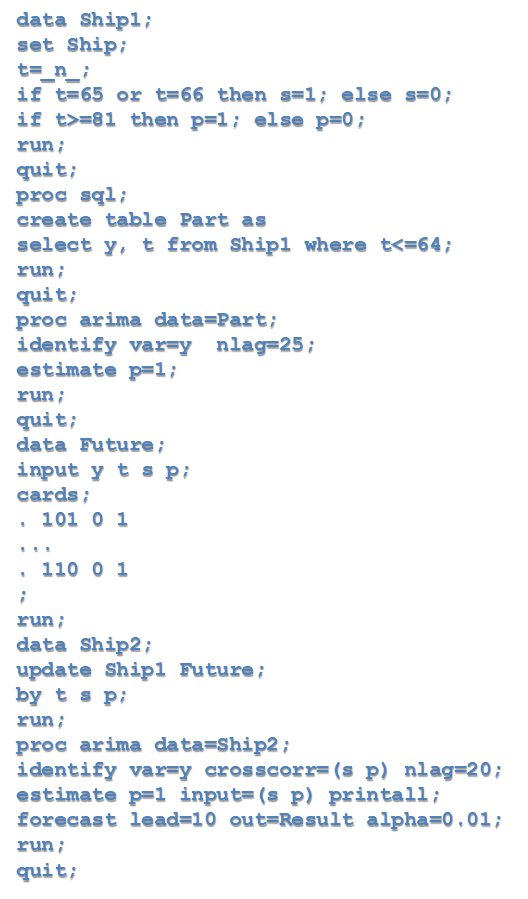 data Ship1;
set Ship;
t=_n_;
if t=65 or t=66 then s=1; else s=0;
if t>=81 then p=1; else p=0;
run;
quit;
proc sql;
create table Part as
select y, t from Ship1 where t<=64;
run;
quit;
proc arima data=Part;
identify var=y  nlag=25;
estimate p=1;
run;
quit;
data Future;
input y t s p;
cards;
. 101 0 1
...
. 110 0 1
;
run;
data Ship2;
update Ship1 Future;
by t s p;
run;
proc arima data=Ship2;
identify var=y crosscorr=(s p) nlag=20;
estimate p=1 input=(s p) printall;
forecast lead=10 out=Result alpha=0.01;
run;
quit;